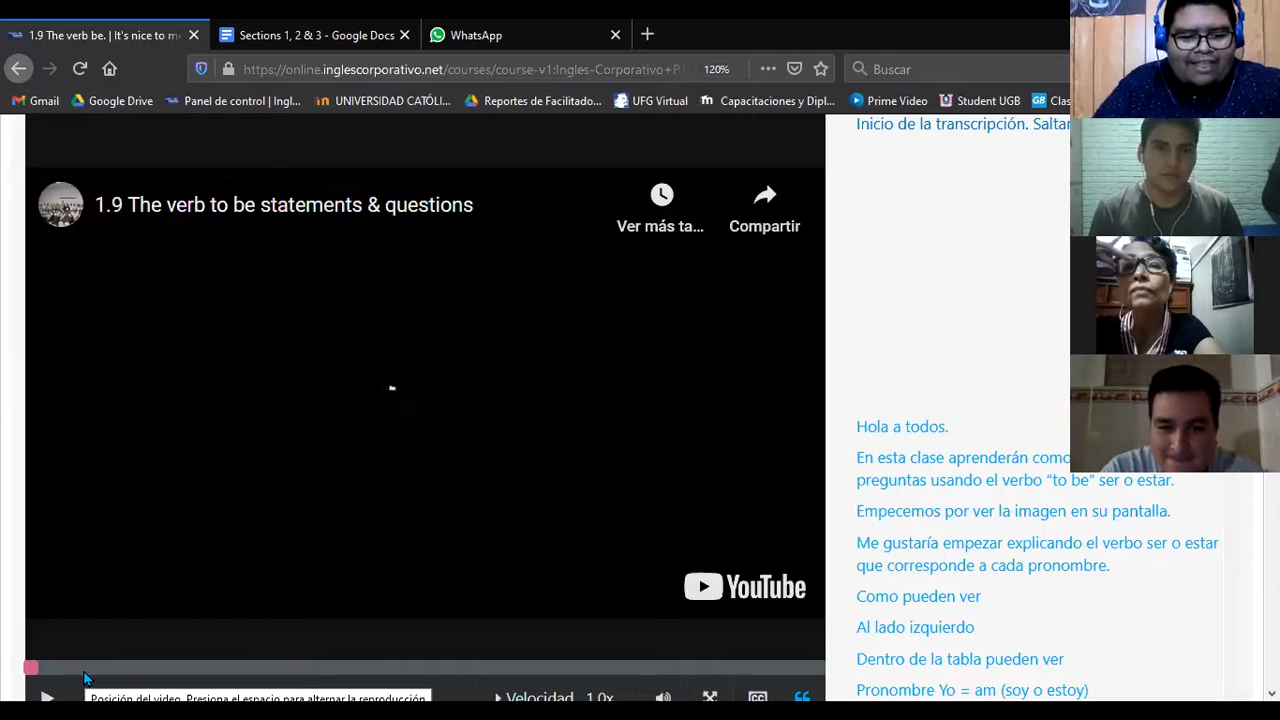 1.9 The verb be. | It's nice to m
Sections 1, 2 & 3 - Google Docs
WhatsApp
https://online.inglescorporativo.net/courses/course-v1:Ingles-Corporativo+P
120%
Buscar
Gmail
Google Drive
Panel de control | Ingl...
UNIVERSIDAD CATÓLI...
Reportes de Facilitado...
UFG Virtual
Capacitaciones y Dipl...
Prime Video
Student UGB
GB Clas
Inicio de la transcripción. Saltar
1.9 The verb to be statements & questions
Ver más ta...
Compartir
Hola a todos.
En esta clase aprenderán como
preguntas usando el verbo “to be” ser o estar.
Empecemos por ver la imagen en su pantalla.
Me gustaría empezar explicando el verbo ser o estar
que corresponde a cada pronombre.
Como pueden ver
Al lado izquierdo
Dentro de la tabla pueden ver
Pronombre Yo = am (soy o estoy)
YouTube
Posición del video. Presiona el espacio para alternar la reproducción
Velocidad 1.0x
CC